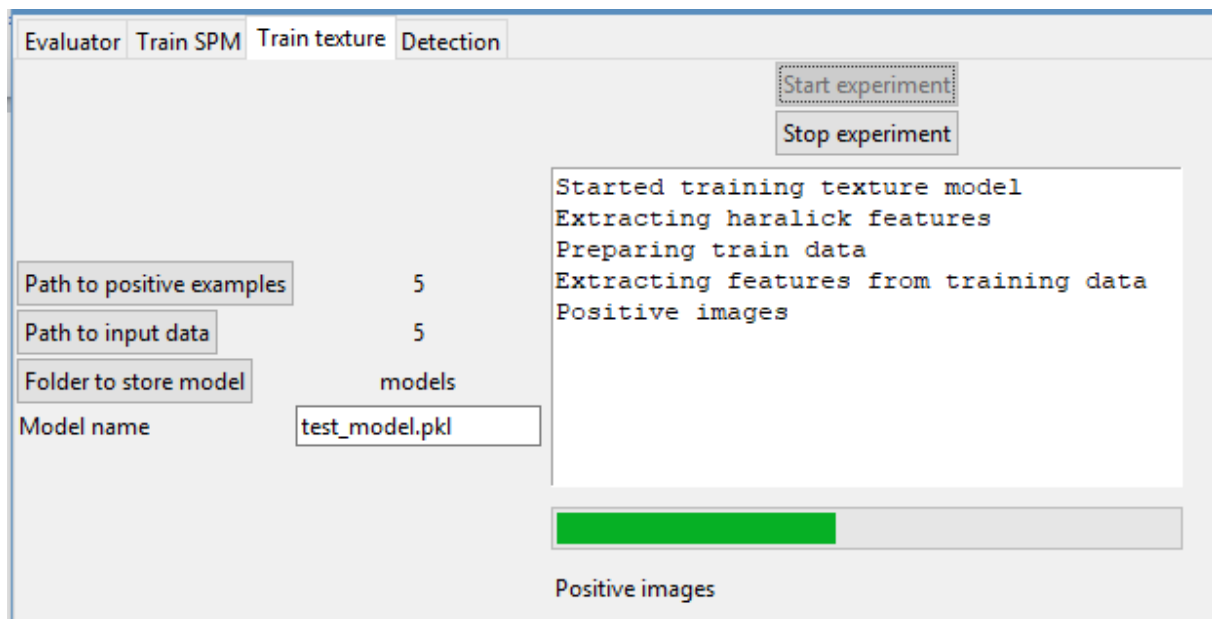 Evaluator Train SPM Train texture Detection
Start experiment
Stop experiment
Path to positive examples 5
Path to input data 5
Folder to store model models
Model name test_model.pkl
Started training texture model
Extracting haralick features
Preparing train data
Extracting features from training data
Positive images
Positive images